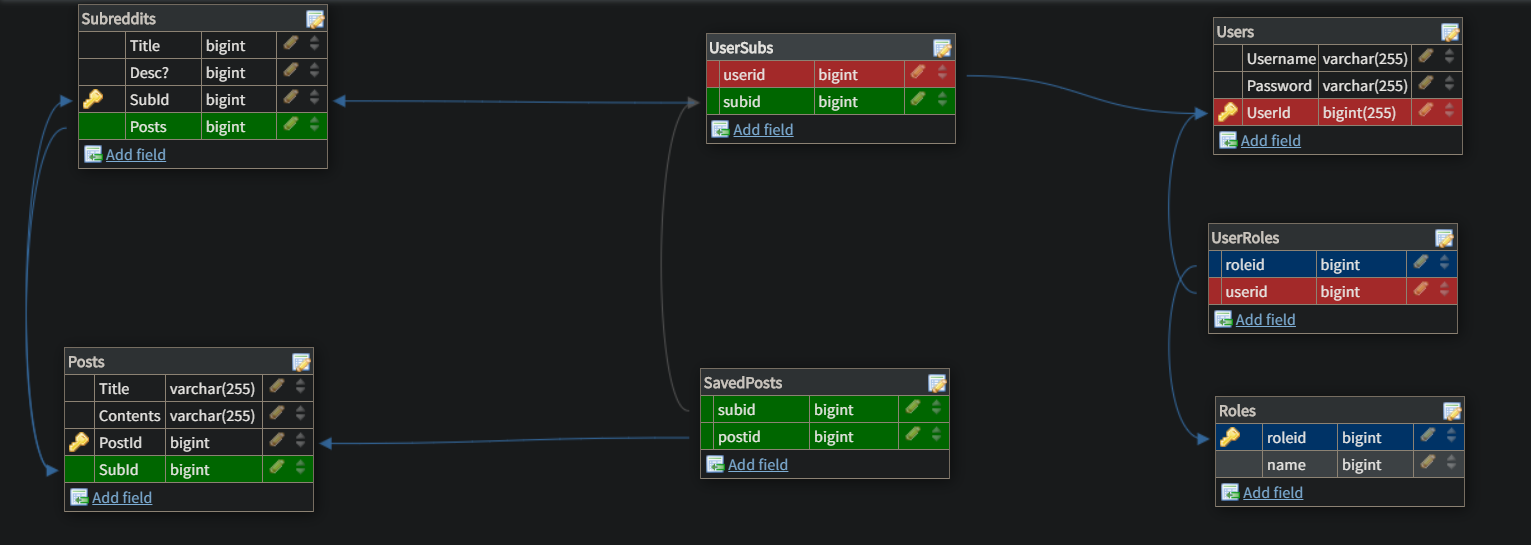 Subreddits
Title bigint
Desc? bigint
SubId bigint
Posts bigint
Add field
UserSubs
userid bigint
subid bigint
Add field
Users
Username varchar(255)
Password varchar(255)
UserId bigint(255)
Add field
UserRoles
roleid bigint
userid bigint
Add field
Posts
Title varchar(255)
Contents varchar(255)
PostId bigint
SubId bigint
Add field
SavedPosts
subid bigint
postid bigint
Add field
Roles
roleid bigint
name bigint
Add field